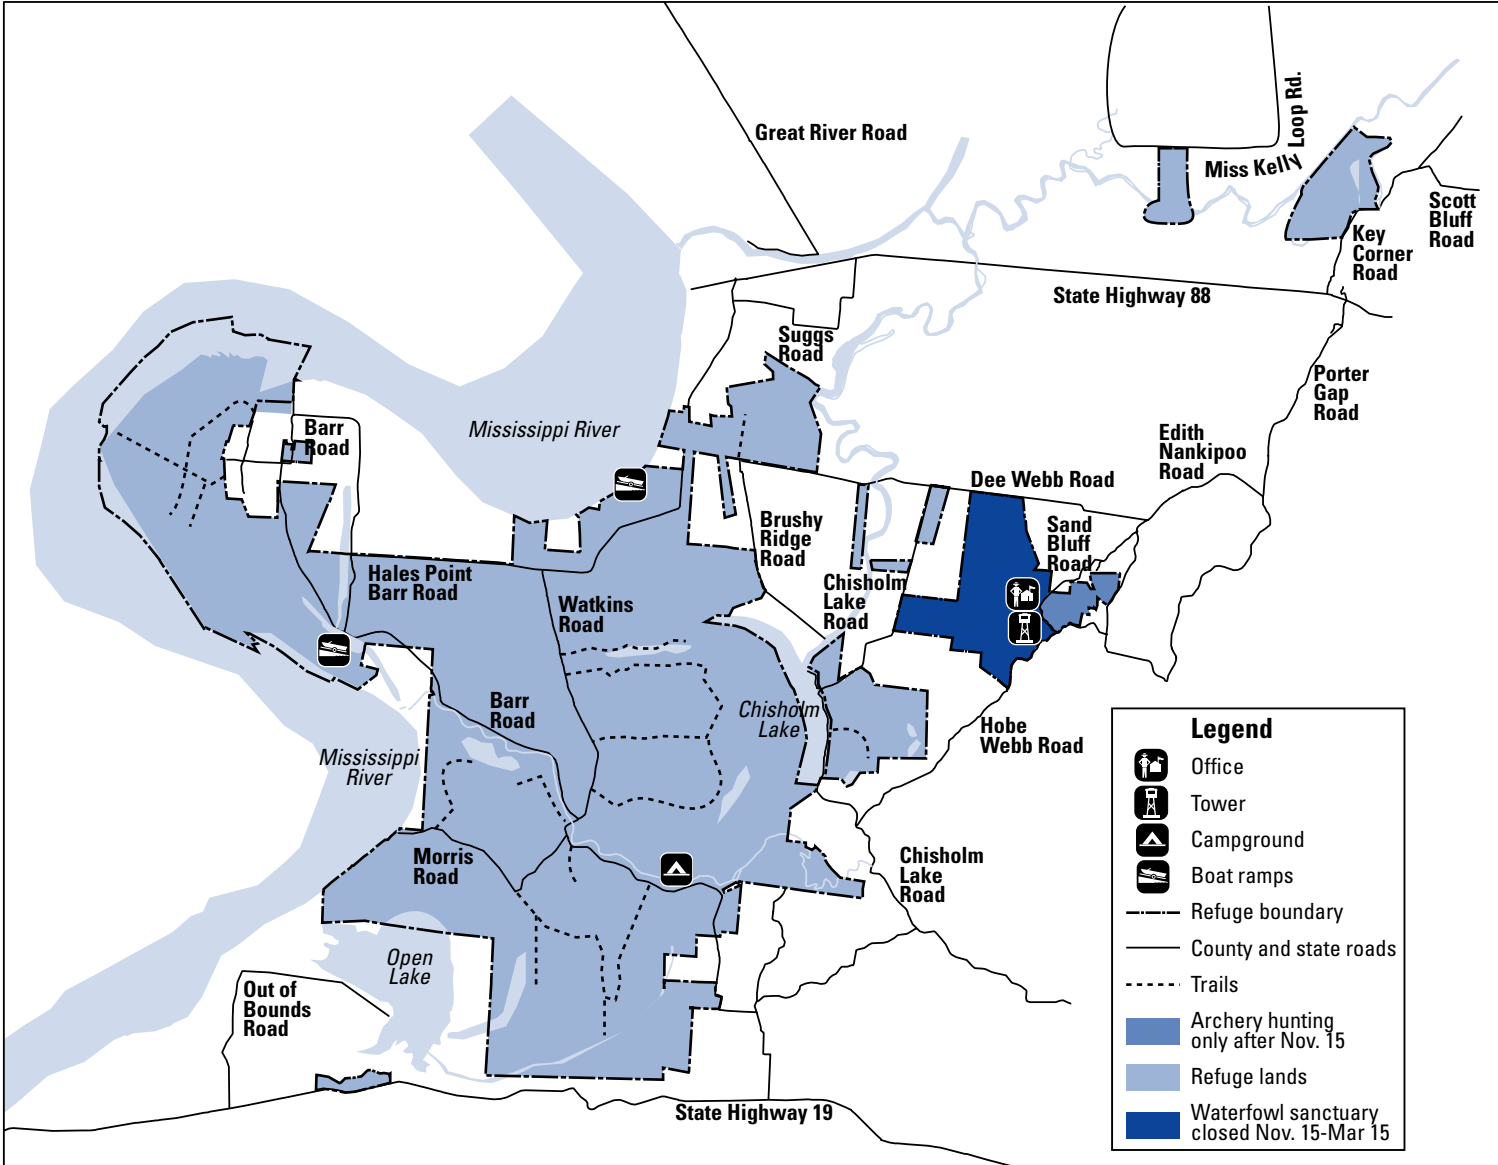 Great River Road
Miss Kelly
Loop Rd.
Scott
Bluff
Road
Key
Corner
Road
State Highway 88
Suggs
Road
Porter
Gap
Road
Mississippi River
Barr
Road
Edith
Nankipoo
Road
Dee Webb Road
Brushy
Ridge
Road
Sand
Bluff
Road
Hales Point
Barr Road
Watkins
Road
Chisholm
Lake
Road
Barr
Road
Chisholm
Lake
Hobe
Webb Road
Mississippi
River
Morris
Road
Chisholm
Lake
Road
Open
Lake
Out of
Bounds
Road
State Highway 19
Legend
Office
Tower
Campground
Boat ramps
Refuge boundary
County and state roads
Trails
Archery hunting
only after Nov. 15
Refuge lands
Waterfowl sanctuary
closed Nov. 15-Mar 15